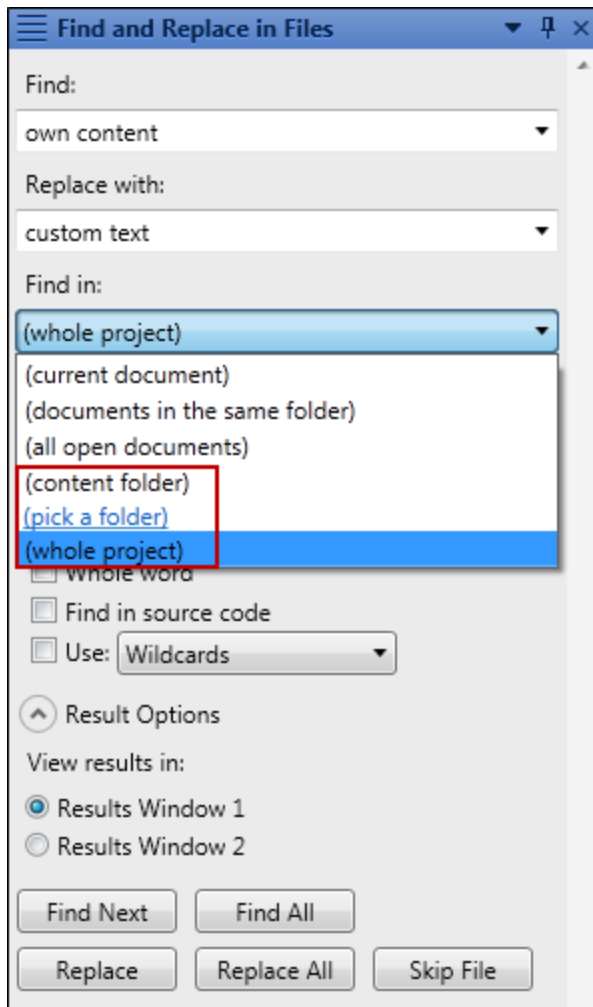 Find and Replace in Files
Find:
own content
Replace with:
custom text
Find in:
(whole project)
(current document)
(documents in the same folder)
(all open documents)
(content folder)
(pick a folder)
(whole project)
Whole word
Find in source code
Use: Wildcards
Result Options
View results in:
Results Window 1
Results Window 2
Find Next Find All
Replace Replace All Skip File